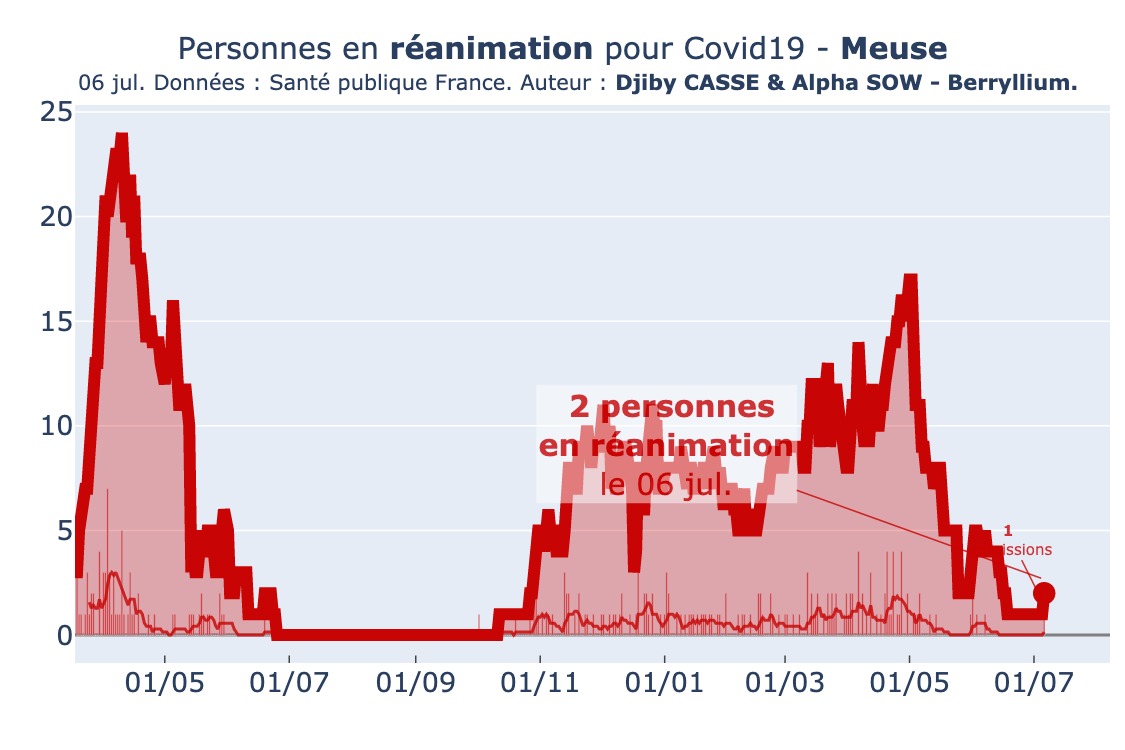 Personnes en réanimation pour Covid19 - Meuse
06 jul. Données : Santé publique France. Auteur : Djiby CASSE & Alpha SOW - Berryllium.
25
20
15
10
5
0
2 personnes
en réanimation
le 06 jul.
1
issions
01/05 01/07 01/09 01/11 01/01 01/03 01/05 01/07